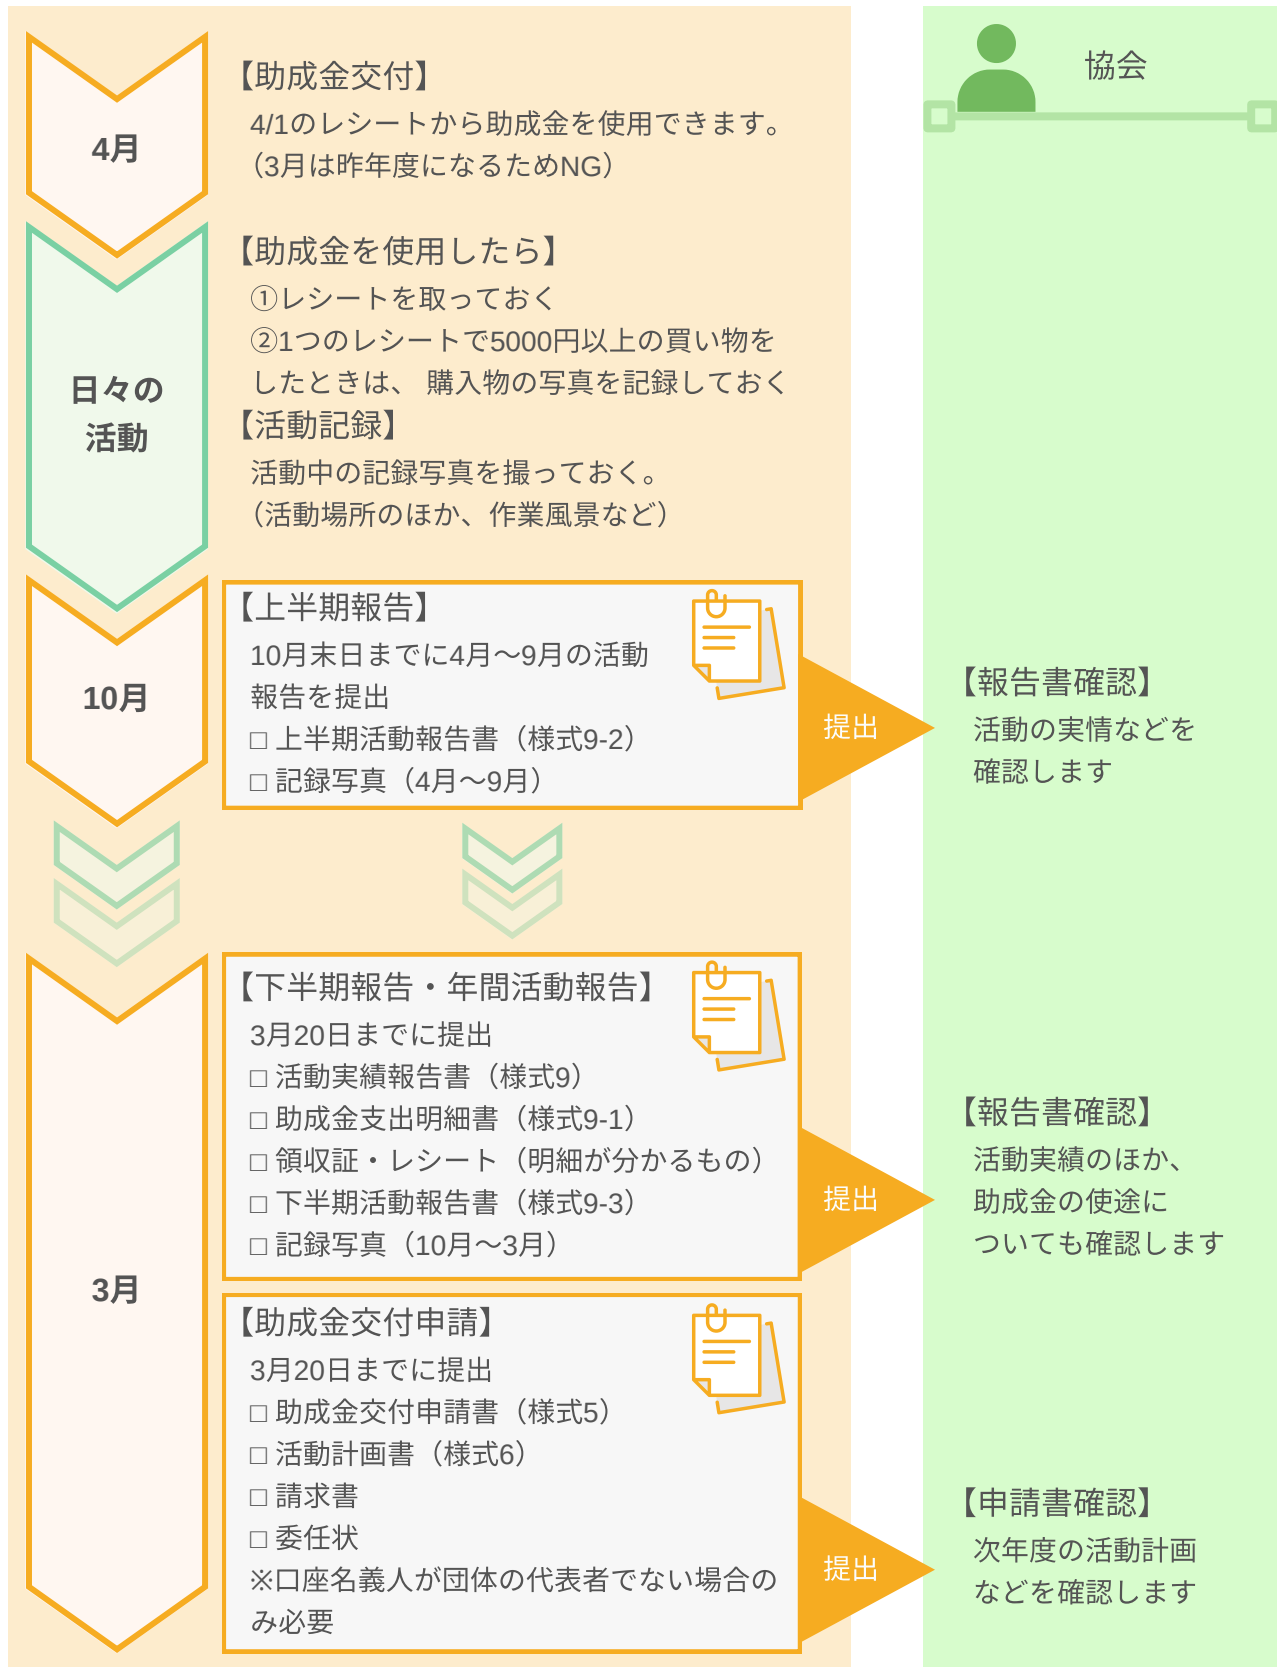 協会
4月
【助成金交付】
4/1のレシートから助成金を使用できます。
（3月は昨年度になるためNG）
日々の
活動
【助成金を使用したら】
①レシートを取っておく
②1つのレシートで5000円以上の買い物を
したときは、 購入物の写真を記録しておく
【活動記録】
活動中の記録写真を撮っておく。
（活動場所のほか、作業風景など）
10月
【上半期報告】
10月末日までに4月〜9月の活動
報告を提出
□ 上半期活動報告書（様式9-2）
□ 記録写真（4月〜9月）
提出
【報告書確認】
活動の実情などを
確認します
3月
【下半期報告・年間活動報告】
3月20日までに提出
□ 活動実績報告書（様式9）
□ 助成金支出明細書（様式9-1）
□ 領収証・レシート（明細が分かるもの）
□ 下半期活動報告書（様式9-3）
□ 記録写真（10月〜3月）
提出
【報告書確認】
活動実績のほか、
助成金の使途に
ついても確認します
【助成金交付申請】
3月20日までに提出
□ 助成金交付申請書（様式5）
□ 活動計画書（様式6）
□ 請求書
□ 委任状
※口座名義人が団体の代表者でない場合の
み必要
提出
【申請書確認】
次年度の活動計画
などを確認します